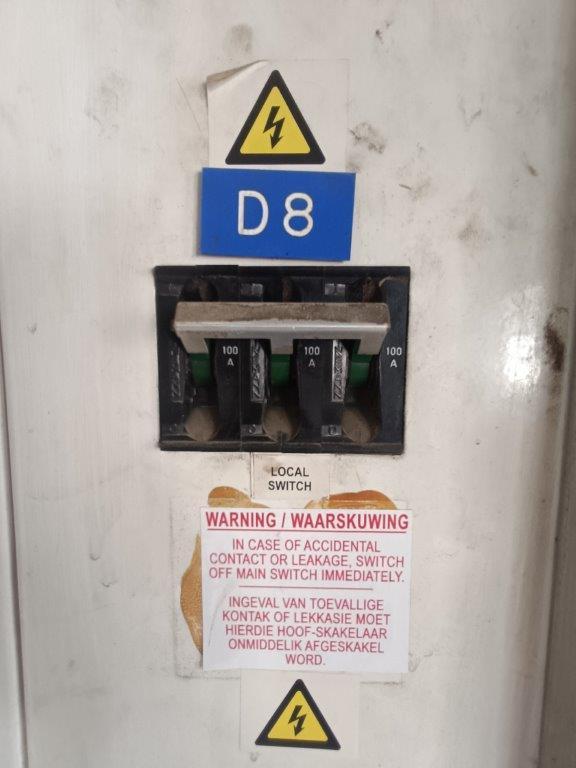 D8
100
A
100
A
100
A
LOCAL
SWITCH
WARNING / WAARSKUWING
IN CASE OF ACCIDENTAL
CONTACT OR LEAKAGE, SWITCH
OFF MAIN SWITCH IMMEDIATELY.
INGEVAL VAN TOEVALLIGE
KONTAK OF LEKKASIE MOET
HIERDIE HOOF-SKAKELAAR
ONMIDDELIK AFGESKAKEL
WORD.